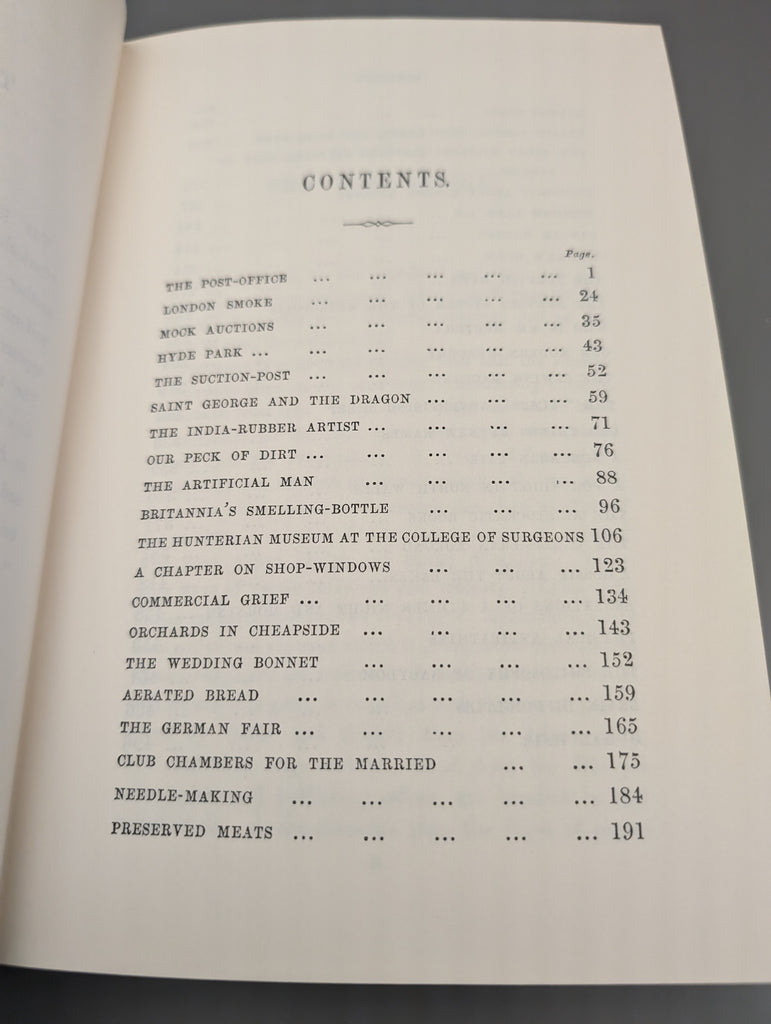 CONTENTS.
Page.
THE POST-OFFICE ... ... ... ... ... 1
LONDON SMOKE ... ... ... ... ... 24
MOCK AUCTIONS ... ... ... ... ... 35
HYDE PARK ... ... ... ... ... ... 43
THE SUCTION-POST ... ... ... ... ... 52
SAINT GEORGE AND THE DRAGON ... ... ... 59
THE INDIA-RUBBER ARTIST ... ... ... ... 71
OUR PECK OF DIRT ... ... ... ... ... 76
THE ARTIFICIAL MAN ... ... ... ... 88
BRITANNIA'S SMELLING-BOTTLE ... ... ... 96
THE HUNTERIAN MUSEUM AT THE COLLEGE OF SURGEONS 106
A CHAPTER ON SHOP-WINDOWS ... ... ... 123
COMMERCIAL GRIEF ... ... ... ... ... 134
ORCHARDS IN CHEAPSIDE ... ... ... ... 143
THE WEDDING BONNET ... ... ... ... 152
AERATED BREAD ... ... ... ... ... 159
THE GERMAN FAIR ... ... ... ... ... 165
CLUB CHAMBERS FOR THE MARRIED ... ... 175
NEEDLE-MAKING ... ... ... ... ... 184
PRESERVED MEATS ... ... ... ... ... 191